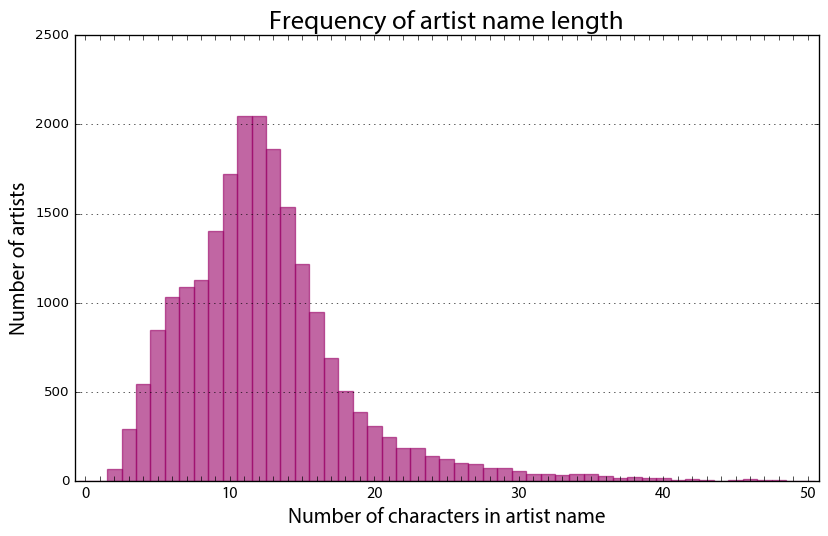 Frequency of artist name length
2500
2000
1500
1000
500
0
Number of artists
0 10 20 30 40 50
Number of characters in artist name